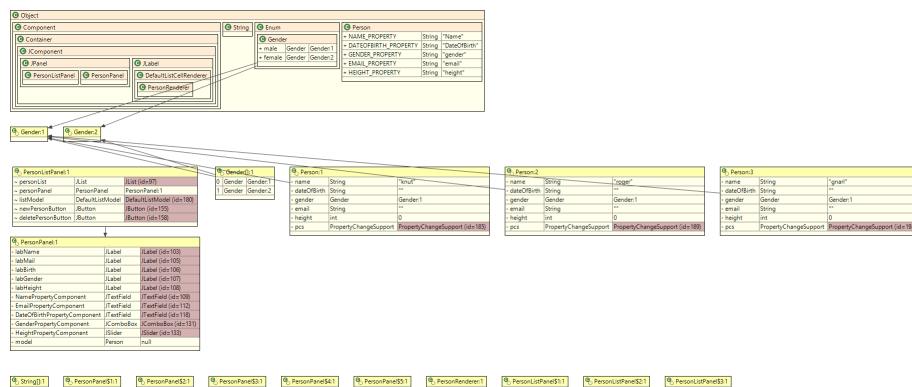 Object
Component
String
Enum
Person
Container
Gender
+ NAME_PROPERTY String "Name"
JComponent
+ male Gender Gender:1
+ DATEOFBIRTH_PROPERTY String "DateOfBirth"
JPanel
JLabel
+ female Gender Gender:2
+ GENDER_PROPERTY String "gender"
PersonListPanel
PersonPanel
DefaultListCellRenderer
+ EMAIL_PROPERTY String "email"
PersonRenderer
+ HEIGHT_PROPERTY String "height"
Gender:1
Gender:2
PersonListPanel:1
~ personList JList JList (id=97)
~ personPanel PersonPanel PersonPanel:1
~ listModel DefaultListModel DefaultListModel (id=180)
~ newPersonButton JButton JButton (id=155)
~ deletePersonButton JButton JButton (id=158)
Gender[]:1
0 Gender Gender:1
1 Gender Gender:2
Person:1
- name String "knut"
- dateOfBirth String ""
- gender Gender Gender:1
- email String ""
- height int 0
- pcs PropertyChangeSupport PropertyChangeSupport (id=185)
Person:2
- name String "roger"
- dateOfBirth String ""
- gender Gender Gender:1
- email String ""
- height int 0
- pcs PropertyChangeSupport PropertyChangeSupport (id=189)
Person:3
- name String "gnarl"
- dateOfBirth String ""
- gender Gender Gender:1
- email String ""
- height int 0
- pcs PropertyChangeSupport PropertyChangeSupport (id=19
PersonPanel:1
- labName JLabel JLabel (id=103)
- labMail JLabel JLabel (id=105)
- labBirth JLabel JLabel (id=106)
- labGender JLabel JLabel (id=107)
- labHeight JLabel JLabel (id=108)
- NamePropertyComponent JTextField JTextField (id=109)
- EmailPropertyComponent JTextField JTextField (id=112)
- DateOfBirthPropertyComponent JTextField JTextField (id=118)
- GenderPropertyComponent JComboBox JComboBox (id=131)
- HeightPropertyComponent JSlider JSlider (id=133)
- model Person null
String[]:1
PersonPanel$1:1
PersonPanel$2:1
PersonPanel$3:1
PersonPanel$4:1
PersonPanel$5:1
PersonRenderer:1
PersonListPanel$1:1
PersonListPanel$2:1
PersonListPanel$3:1